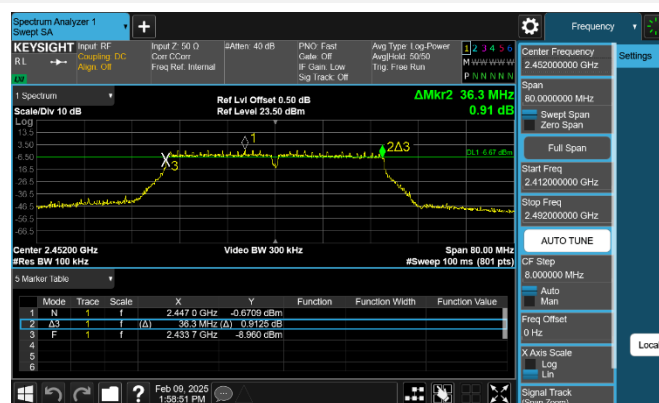 Spectrum Analyzer 1
Swept SA
Frequency
KEYSIGHT Input: RF
RL
Coupling: DC
Align: Off
Input Z: 50 Ω
Corr CCorr
Freq Ref: Internal
#Atten: 40 dB
PNO: Fast
Gate: Off
IF Gain: Low
Sig Track: Off
Avg Type: Log-Power
Avg|Hold: 50/50
Trig: Free Run
1 2 3 4 5 6
M W W W W W
P N N N N N
LNI
1 Spectrum
Scale/Div 10 dB
Ref Lvl Offset 0.50 dB
Ref Level 23.50 dBm
ΔMkr2 36.3 MHz
0.91 dB
Log
13.5
3.50
-6.50
-16.5
-26.5
-36.5
-46.5
-56.5
-66.5
1
2Δ3
3
DL1 -6.67 dBm
Center 2.45200 GHz
#Res BW 100 kHz
Video BW 300 kHz
Span 80.00 MHz
#Sweep 100 ms (801 pts)
5 Marker Table
Mode Trace Scale X Y Function Function Width Function Value
1 N 1 f 2.447 0 GHz -0.6709 dBm
2 Δ3 1 f (Δ) 36.3 MHz (Δ) 0.9125 dB
3 F 1 f 2.433 7 GHz -8.960 dBm
4
5
6
Feb 09, 2025
1:58:51 PM
Center Frequency
2.452000000 GHz
Settings
Span
80.0000000 MHz
Swept Span
Zero Span
Full Span
Start Freq
2.412000000 GHz
Stop Freq
2.492000000 GHz
AUTO TUNE
CF Step
8.000000 MHz
Auto
Man
Freq Offset
0 Hz
Local
X Axis Scale
Log
Lin
Signal Track
(Span Zoom)